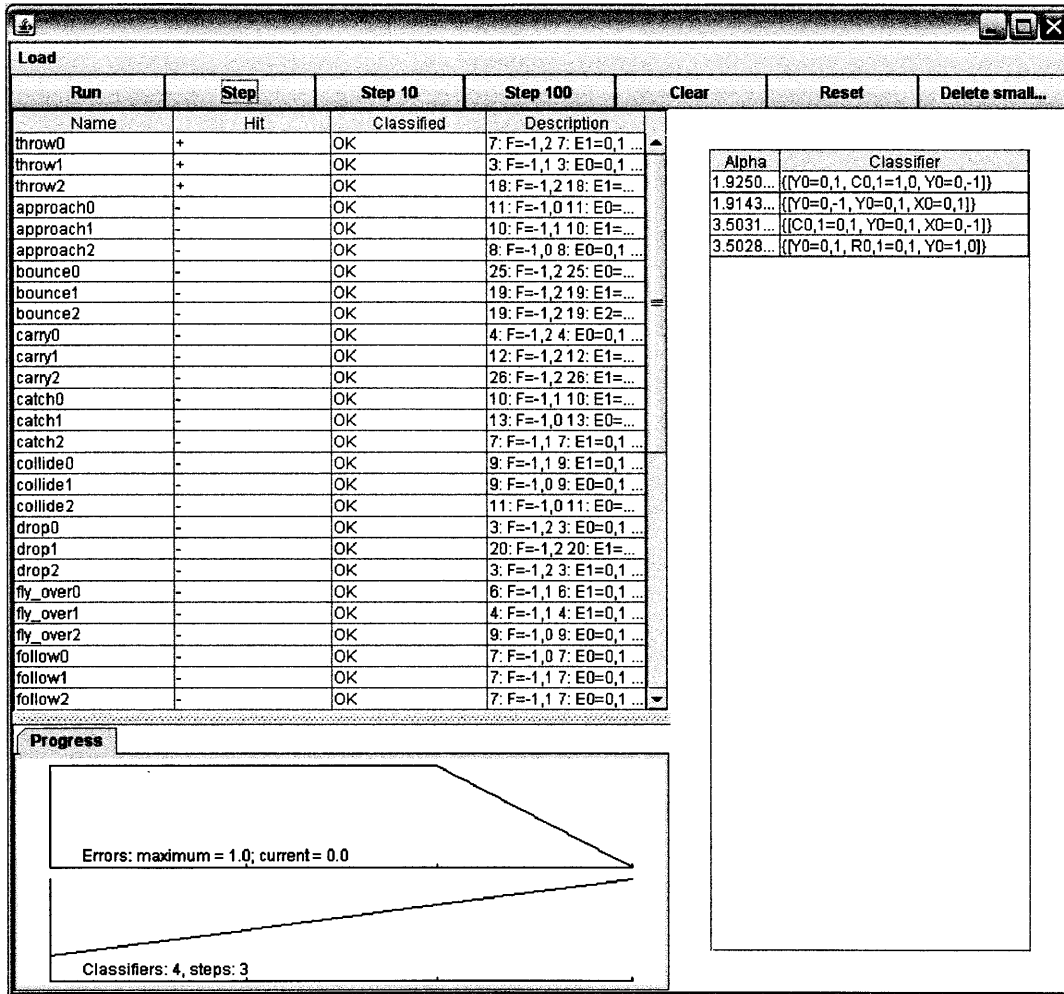 Load
Run Step Step 10 Step 100 Clear Reset Delete small...
Name Hit Classified Description
throw0 + OK 7: F=-1,2 7: E1=0,1 ...
throw1 + OK 3: F=-1,1 3: E0=0,1 ...
throw2 + OK 18: F=-1,2 18: E1=...
approach0 - OK 11: F=-1,0 11: E0=...
approach1 - OK 10: F=-1,1 10: E1=...
approach2 - OK 8: F=-1,0 8: E0=0,1 ...
bounce0 - OK 25: F=-1,2 25: E0=...
bounce1 - OK 19: F=-1,2 19: E1=...
bounce2 - OK 19: F=-1,2 19: E2=...
carry0 - OK 4: F=-1,2 4: E0=0,1 ...
carry1 - OK 12: F=-1,2 12: E1=...
carry2 - OK 26: F=-1,2 26: E1=...
catch0 - OK 10: F=-1,1 10: E1=...
catch1 - OK 13: F=-1,0 13: E0=...
catch2 - OK 7: F=-1,1 7: E1=0,1 ...
collide0 - OK 9: F=-1,1 9: E1=0,1 ...
collide1 - OK 9: F=-1,0 9: E0=0,1 ...
collide2 - OK 11: F=-1,0 11: E0=...
drop0 - OK 3: F=-1,2 3: E0=0,1 ...
drop1 - OK 20: F=-1,2 20: E1=...
drop2 - OK 3: F=-1,2 3: E1=0,1 ...
fly_over0 - OK 6: F=-1,1 6: E1=0,1 ...
fly_over1 - OK 4: F=-1,1 4: E1=0,1 ...
fly_over2 - OK 9: F=-1,0 9: E0=0,1 ...
follow0 - OK 7: F=-1,0 7: E0=0,1 ...
follow1 - OK 7: F=-1,1 7: E0=0,1 ...
follow2 - OK 7: F=-1,1 7: E0=0,1 ...
Alpha Classifier
1.9250... {[Y0=0,1, C0,1=1,0, Y0=0,-1]}
1.9143... {[Y0=0,-1, Y0=0,1, X0=0,1]}
3.5031... {[C0,1=0,1, Y0=0,1, X0=0,-1]}
3.5028... {[Y0=0,1, R0,1=0,1, Y0=1,0]}
Progress
Errors: maximum = 1.0; current = 0.0
Classifiers: 4, steps: 3